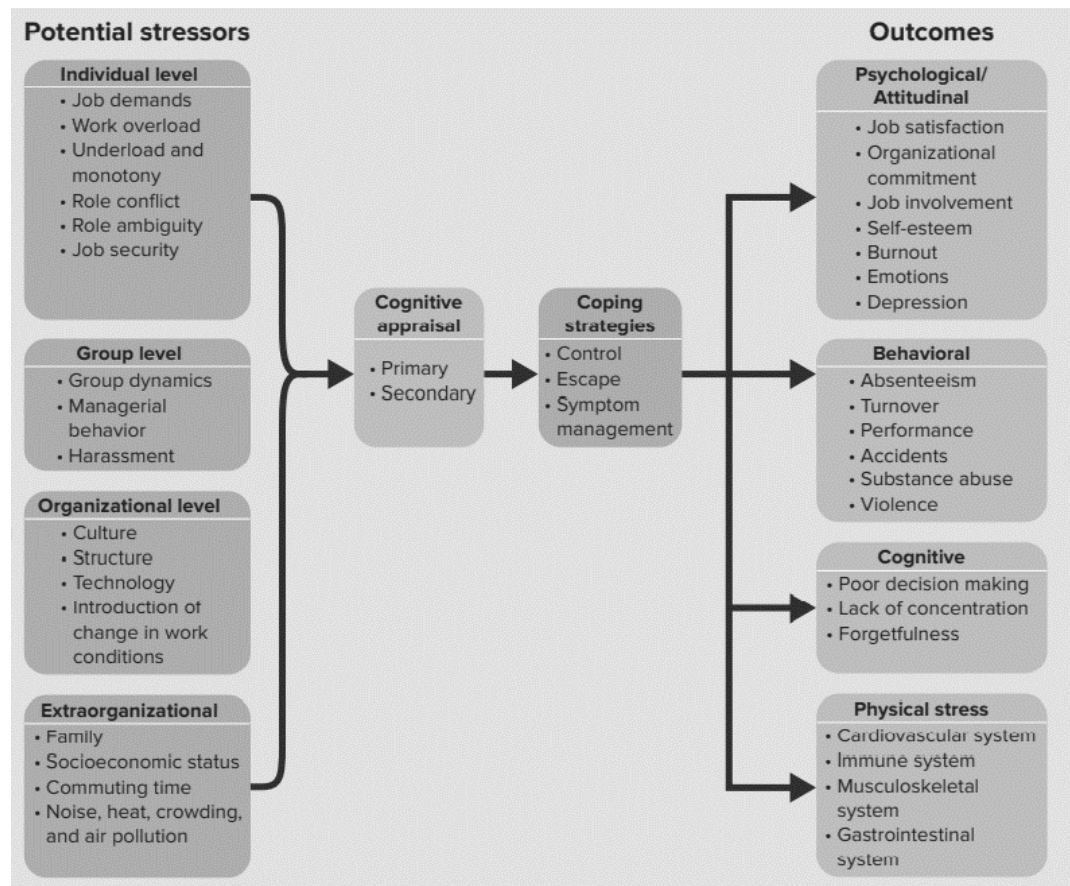 Potential stressors
Individual level
• Job demands
• Work overload
• Underload and
monotony
• Role conflict
• Role ambiguity
• Job security
Group level
• Group dynamics
• Managerial
behavior
• Harassment
Organizational level
• Culture
• Structure
• Technology
• Introduction of
change in work
conditions
Extraorganizational
• Family
• Socioeconomic status
• Commuting time
• Noise, heat, crowding,
and air pollution
Cognitive
appraisal
• Primary
• Secondary
Coping
strategies
• Control
• Escape
• Symptom
management
Outcomes
Psychological/
Attitudinal
• Job satisfaction
• Organizational
commitment
• Job involvement
• Self-esteem
• Burnout
• Emotions
• Depression
Behavioral
• Absenteeism
• Turnover
• Performance
• Accidents
• Substance abuse
• Violence
Cognitive
• Poor decision making
• Lack of concentration
• Forgetfulness
Physical stress
• Cardiovascular system
• Immune system
• Musculoskeletal
system
• Gastrointestinal
system